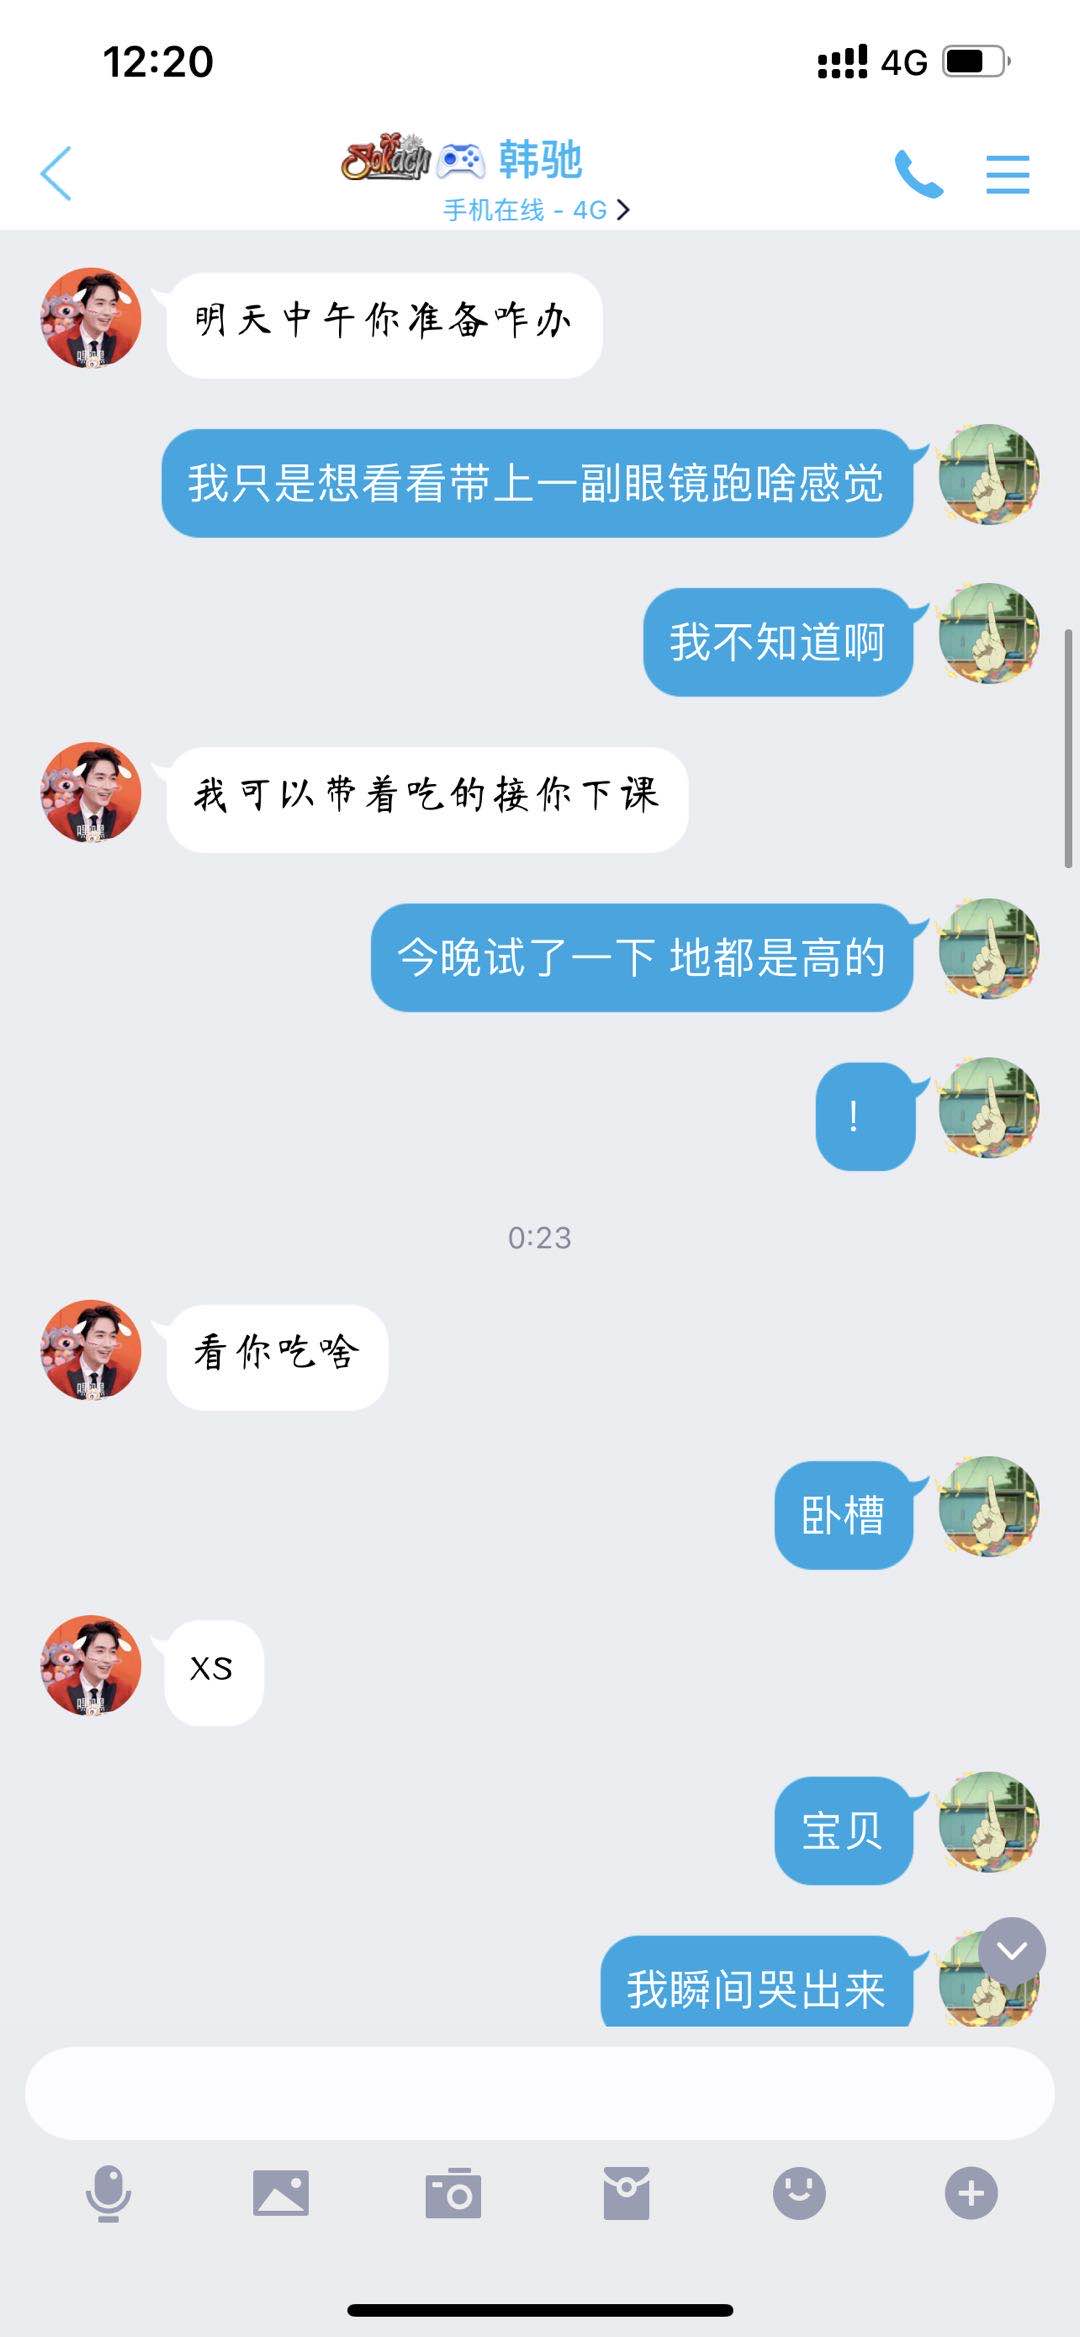 12:20
4G
Sokach 韩驰
手机在线 - 4G
明天中午你准备咋办
我只是想看看带上一副眼镜跑啥感觉
我不知道啊
我可以带着吃的接你下课
今晚试了一下 地都是高的
！
0:23
看你吃啥
卧槽
xs
宝贝
我瞬间哭出来